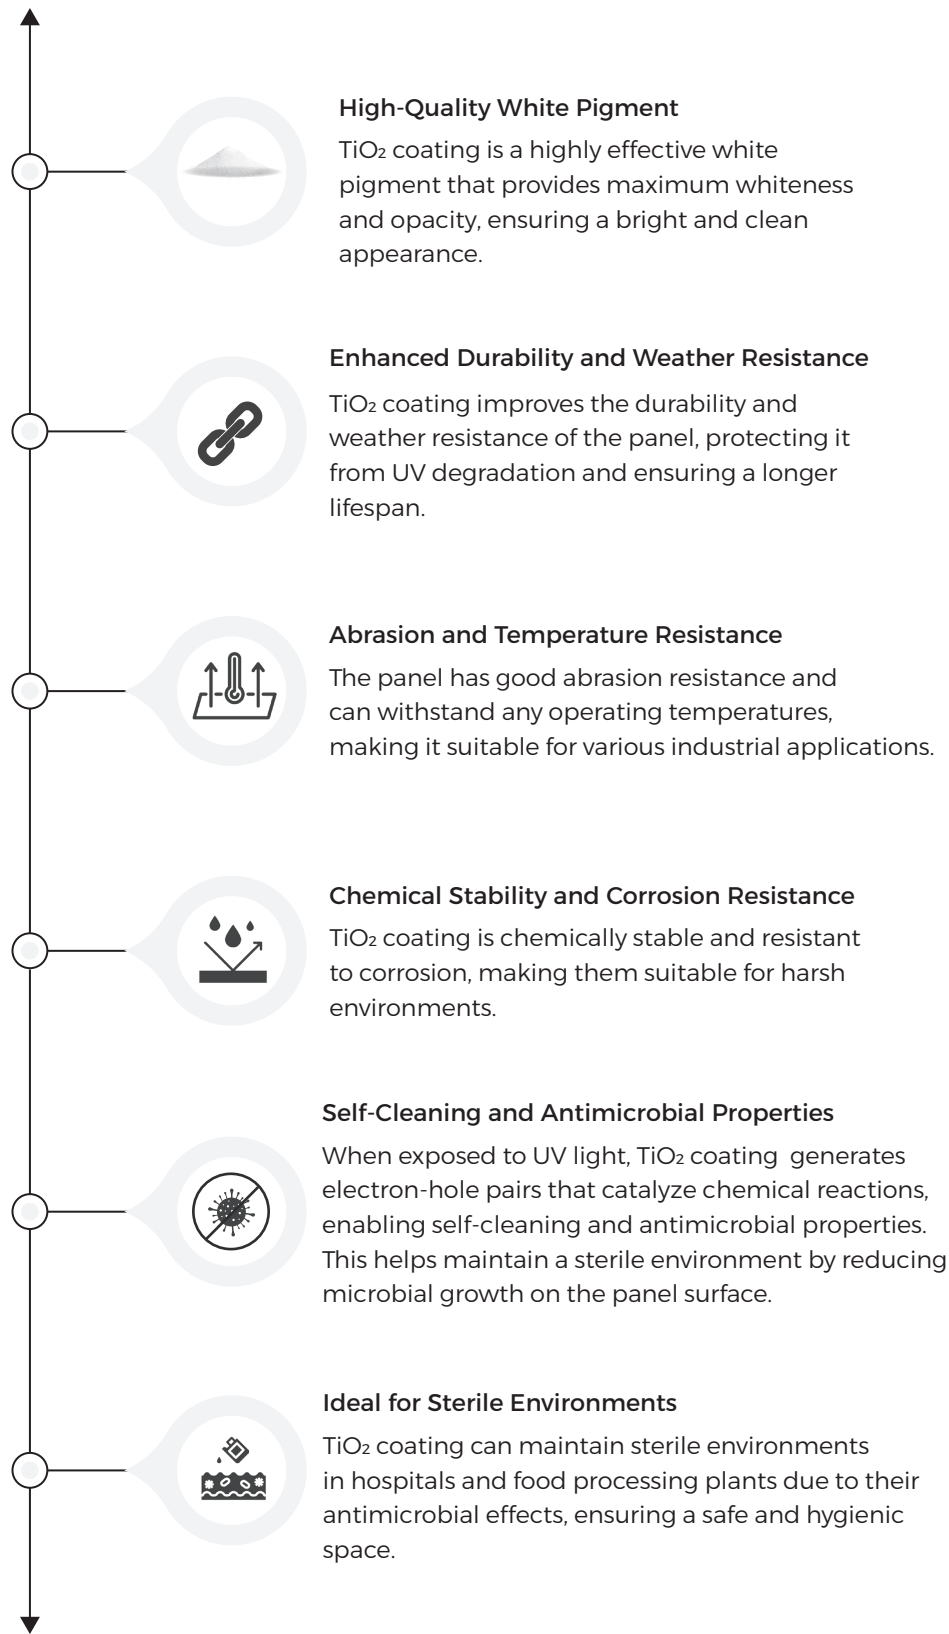 High-Quality White Pigment
TiO₂ coating is a highly effective white
pigment that provides maximum whiteness
and opacity, ensuring a bright and clean
appearance.
Enhanced Durability and Weather Resistance
TiO₂ coating improves the durability and
weather resistance of the panel, protecting it
from UV degradation and ensuring a longer
lifespan.
Abrasion and Temperature Resistance
The panel has good abrasion resistance and
can withstand any operating temperatures,
making it suitable for various industrial applications.
Chemical Stability and Corrosion Resistance
TiO₂ coating is chemically stable and resistant
to corrosion, making them suitable for harsh
environments.
Self-Cleaning and Antimicrobial Properties
When exposed to UV light, TiO₂ coating  generates
electron-hole pairs that catalyze chemical reactions,
enabling self-cleaning and antimicrobial properties.
This helps maintain a sterile environment by reducing
microbial growth on the panel surface.
Ideal for Sterile Environments
TiO₂ coating can maintain sterile environments
in hospitals and food processing plants due to their
antimicrobial effects, ensuring a safe and hygienic
space.